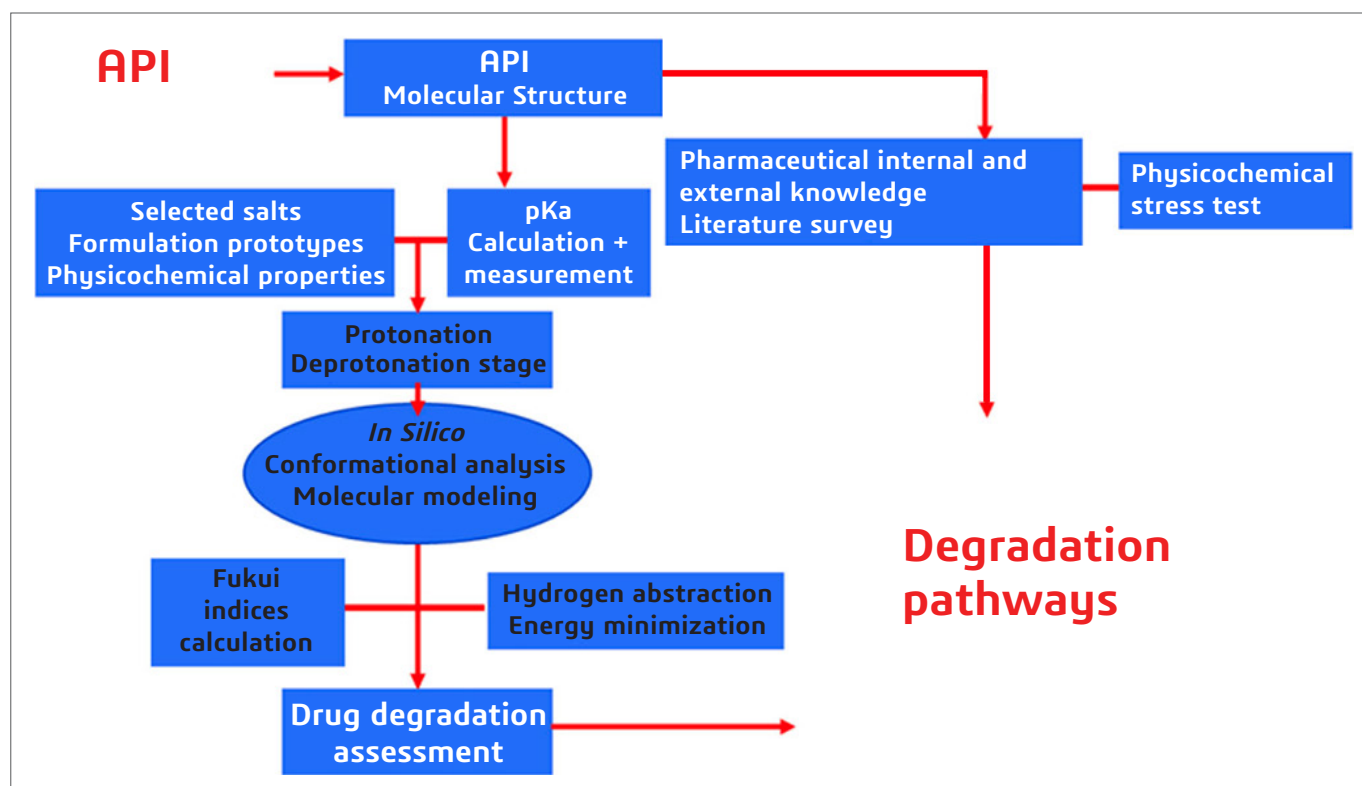 API
API
Molecular Structure
Pharmaceutical internal and
external knowledge
Literature survey
Physicochemical
stress test
Selected salts
Formulation prototypes
Physicochemical properties
pKa
Calculation +
measurement
Protonation
Deprotonation stage
In Silico
Conformational analysis
Molecular modeling
Fukui
indices
calculation
Hydrogen abstraction
Energy minimization
Degradation
pathways
Drug degradation
assessment